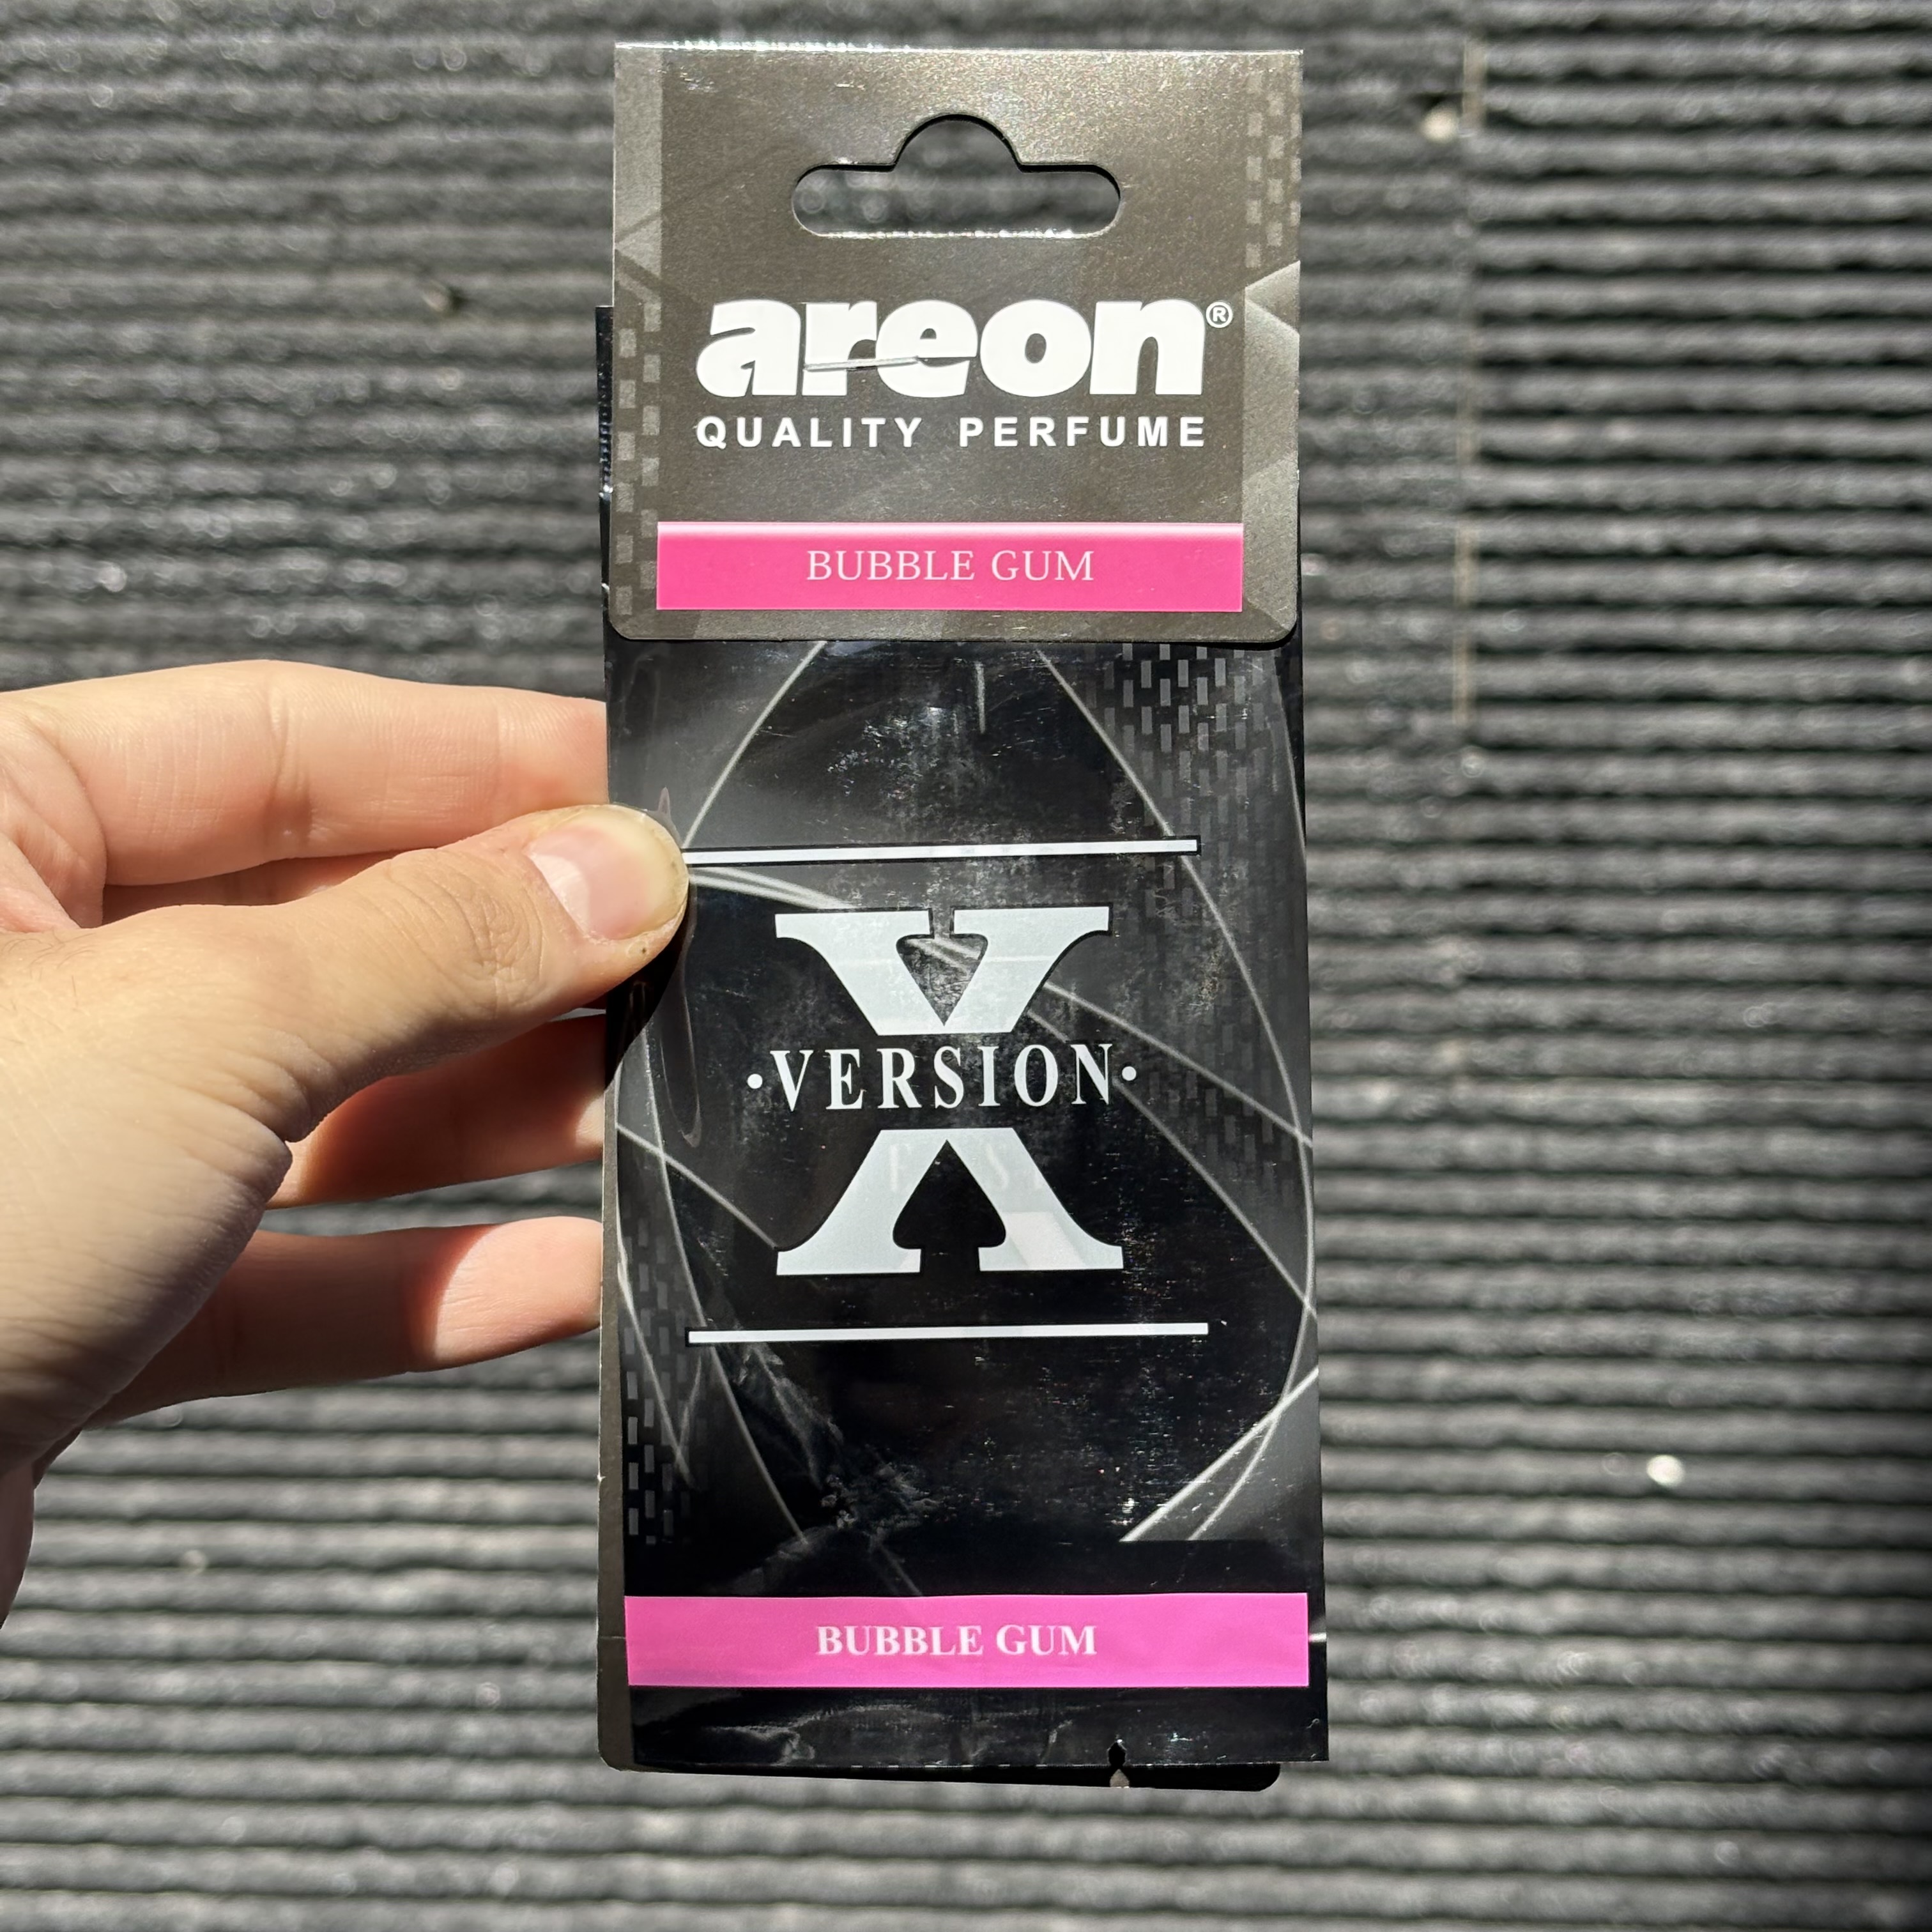 areon®
QUALITY PERFUME
BUBBLE GUM
X
·VERSION·
BUBBLE GUM